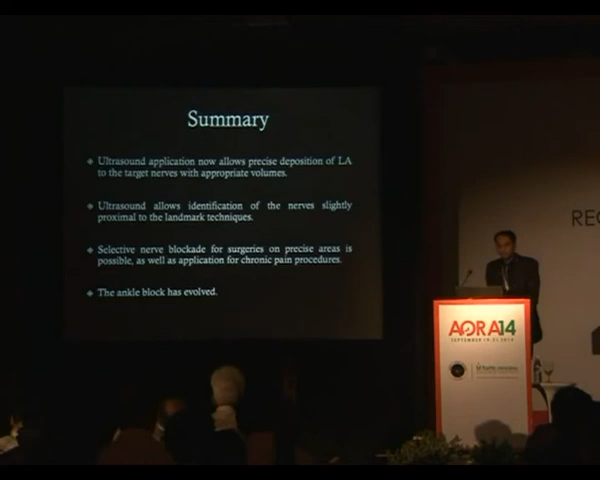 Summary
Ultrasound application now allows precise deposition of LA
to the target nerves with appropriate volumes.
Ultrasound allows identification of the nerves slightly
proximal to the landmark techniques.
Selective nerve blockade for surgeries on precise areas is
possible, as well as application for chronic pain procedures.
The ankle block has evolved.
REG
AORA14